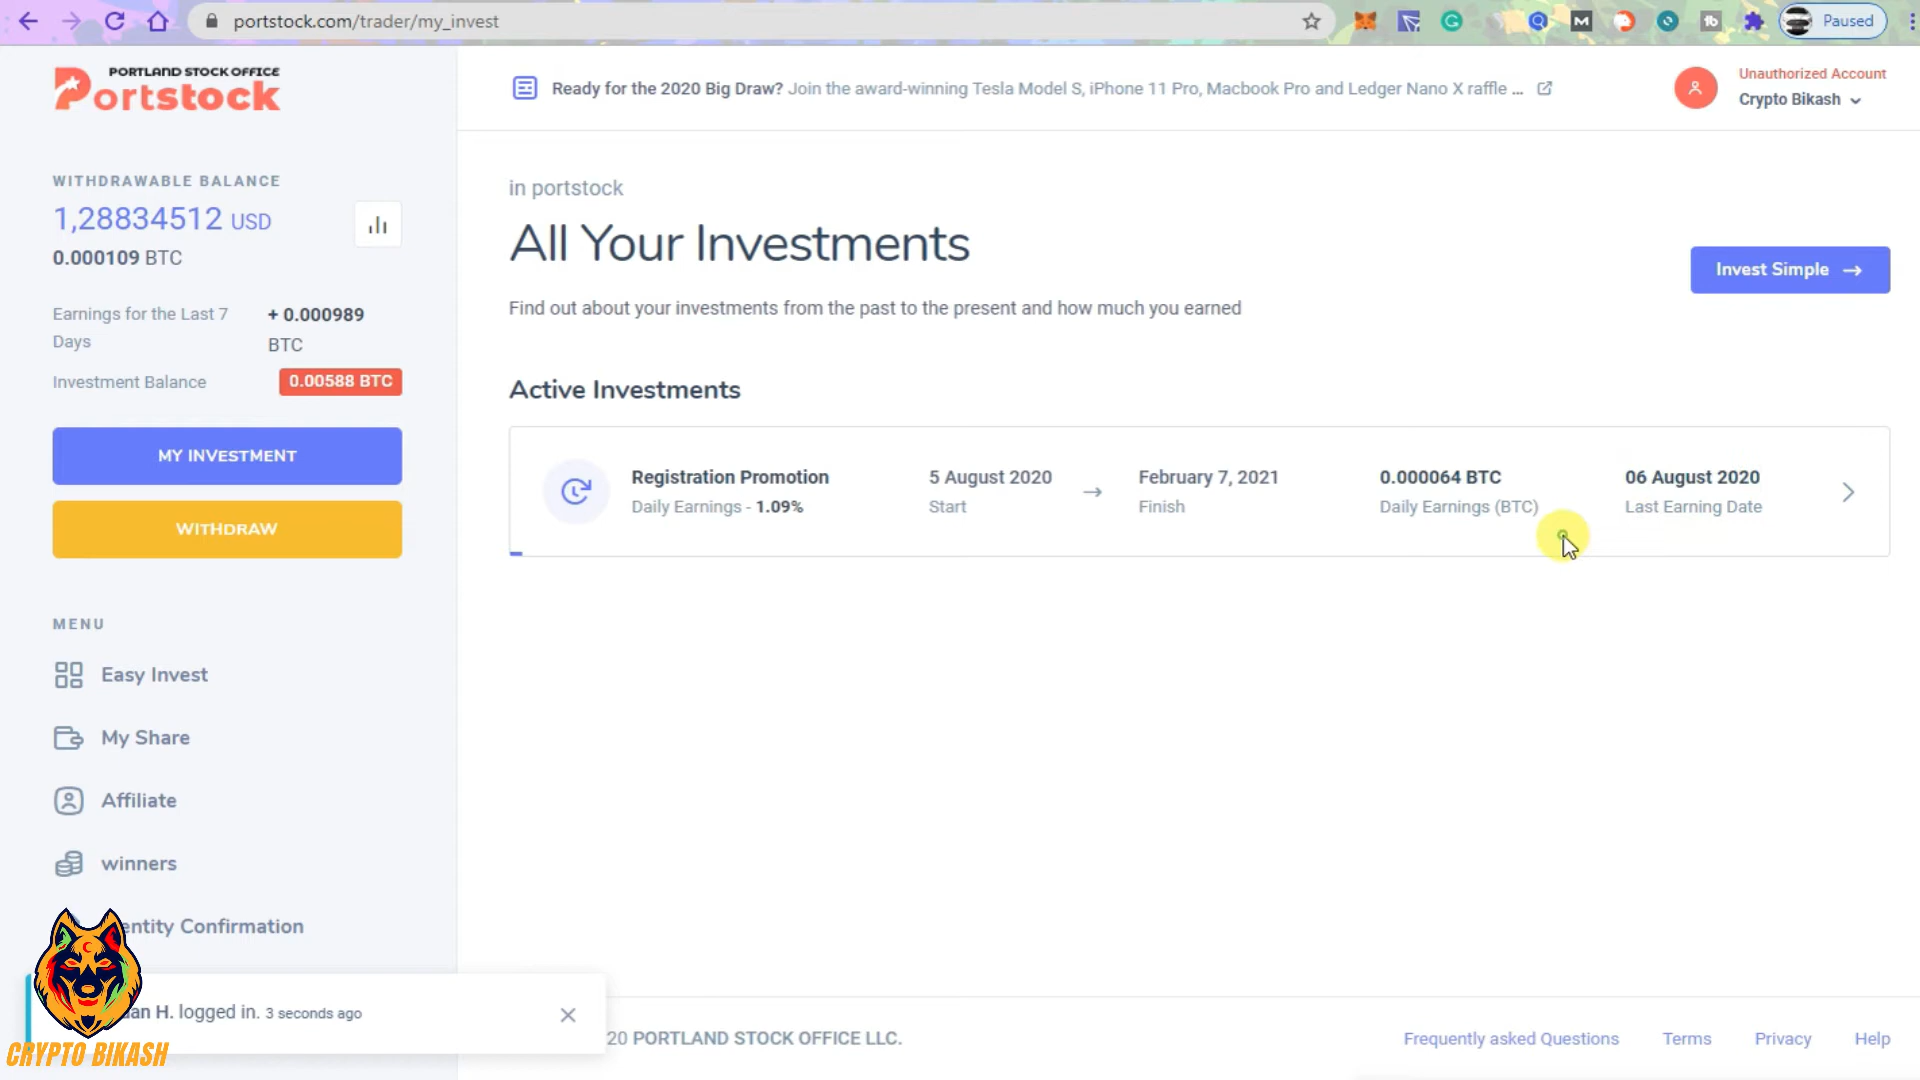 portstock.com/trader/my_invest
Paused
PORTLAND STOCK OFFICE
Portstock
Ready for the 2020 Big Draw? Join the award-winning Tesla Model S, iPhone 11 Pro, Macbook Pro and Ledger Nano X raffle ...
Unauthorized Account
Crypto Bikash
WITHDRAWABLE BALANCE
1,28834512 USD
0.000109 BTC
Earnings for the Last 7 Days
+ 0.000989 BTC
Investment Balance
0.00588 BTC
MY INVESTMENT
WITHDRAW
MENU
Easy Invest
My Share
Affiliate
winners
entity Confirmation
in portstock
All Your Investments
Find out about your investments from the past to the present and how much you earned
Invest Simple
Active Investments
Registration Promotion
Daily Earnings - 1.09%
5 August 2020
Start
February 7, 2021
Finish
0.000064 BTC
Daily Earnings (BTC)
06 August 2020
Last Earning Date
an H. logged in. 3 seconds ago
CRYPTO BIKASH
20 PORTLAND STOCK OFFICE LLC.
Frequently asked Questions
Terms
Privacy
Help